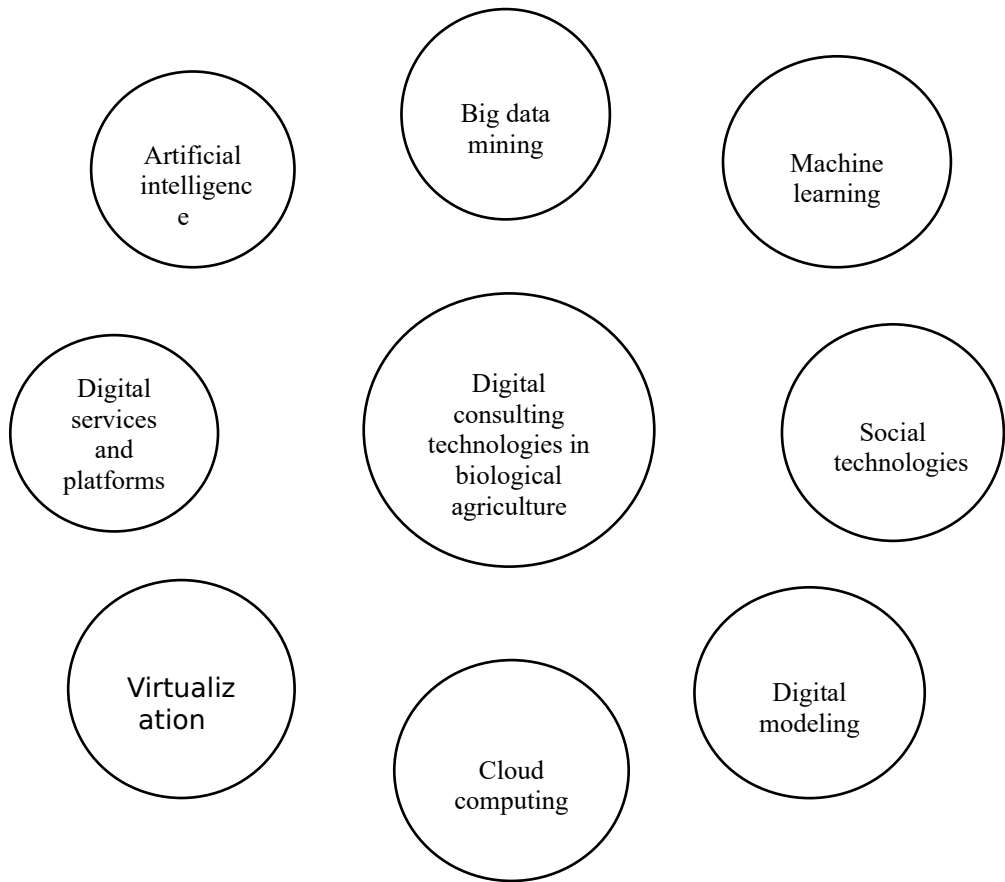 Big data
mining
Artificial
intelligenc
e
Machine
learning
Digital
services
and
platforms
Digital
consulting
technologies in
biological
agriculture
Social
technologies
Virtualiz
ation
Digital
modeling
Cloud
computing